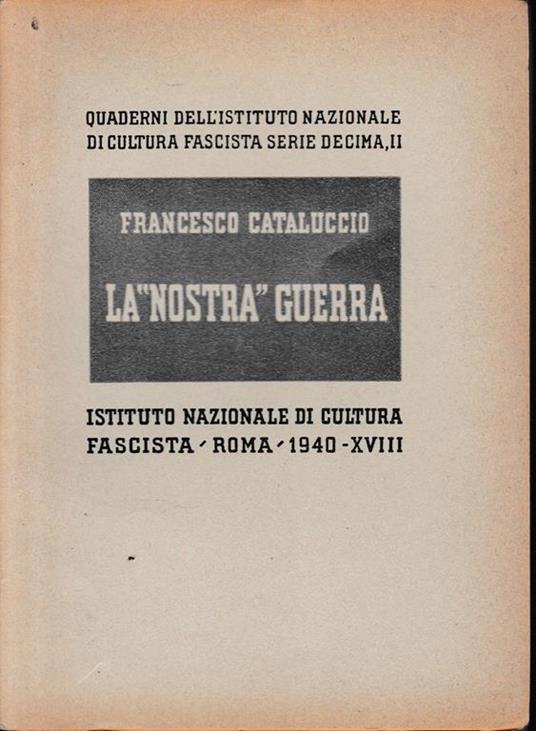 QUADERNI DELL'ISTITUTO NAZIONALE
DI CULTURA FASCISTA SERIE DECIMA, II
FRANCESCO CATALUCCIO
LA "NOSTRA" GUERRA
ISTITUTO NAZIONALE DI CULTURA
FASCISTA - ROMA - 1940 - XVIII